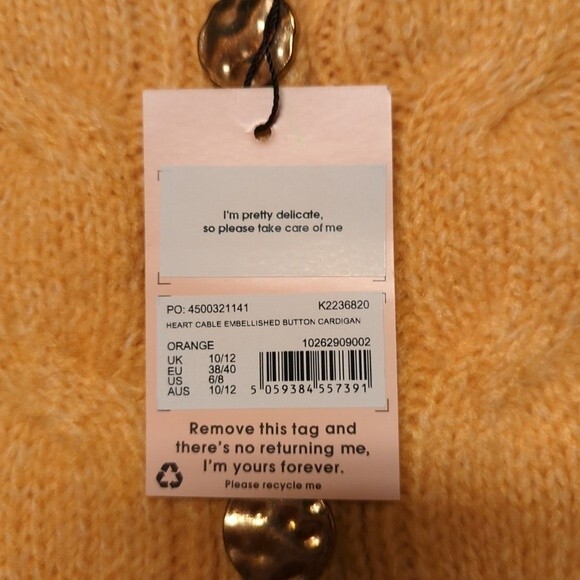 I'm pretty delicate,
so please take care of me
PO: 4500321141 K2236820
HEART CABLE EMBELLISHED BUTTON CARDIGAN
ORANGE 10262909002
UK 10/12
EU 38/40
US 6/8
AUS 10/12
5 059384 557391
Remove this tag and
there's no returning me,
I'm yours forever.
Please recycle me